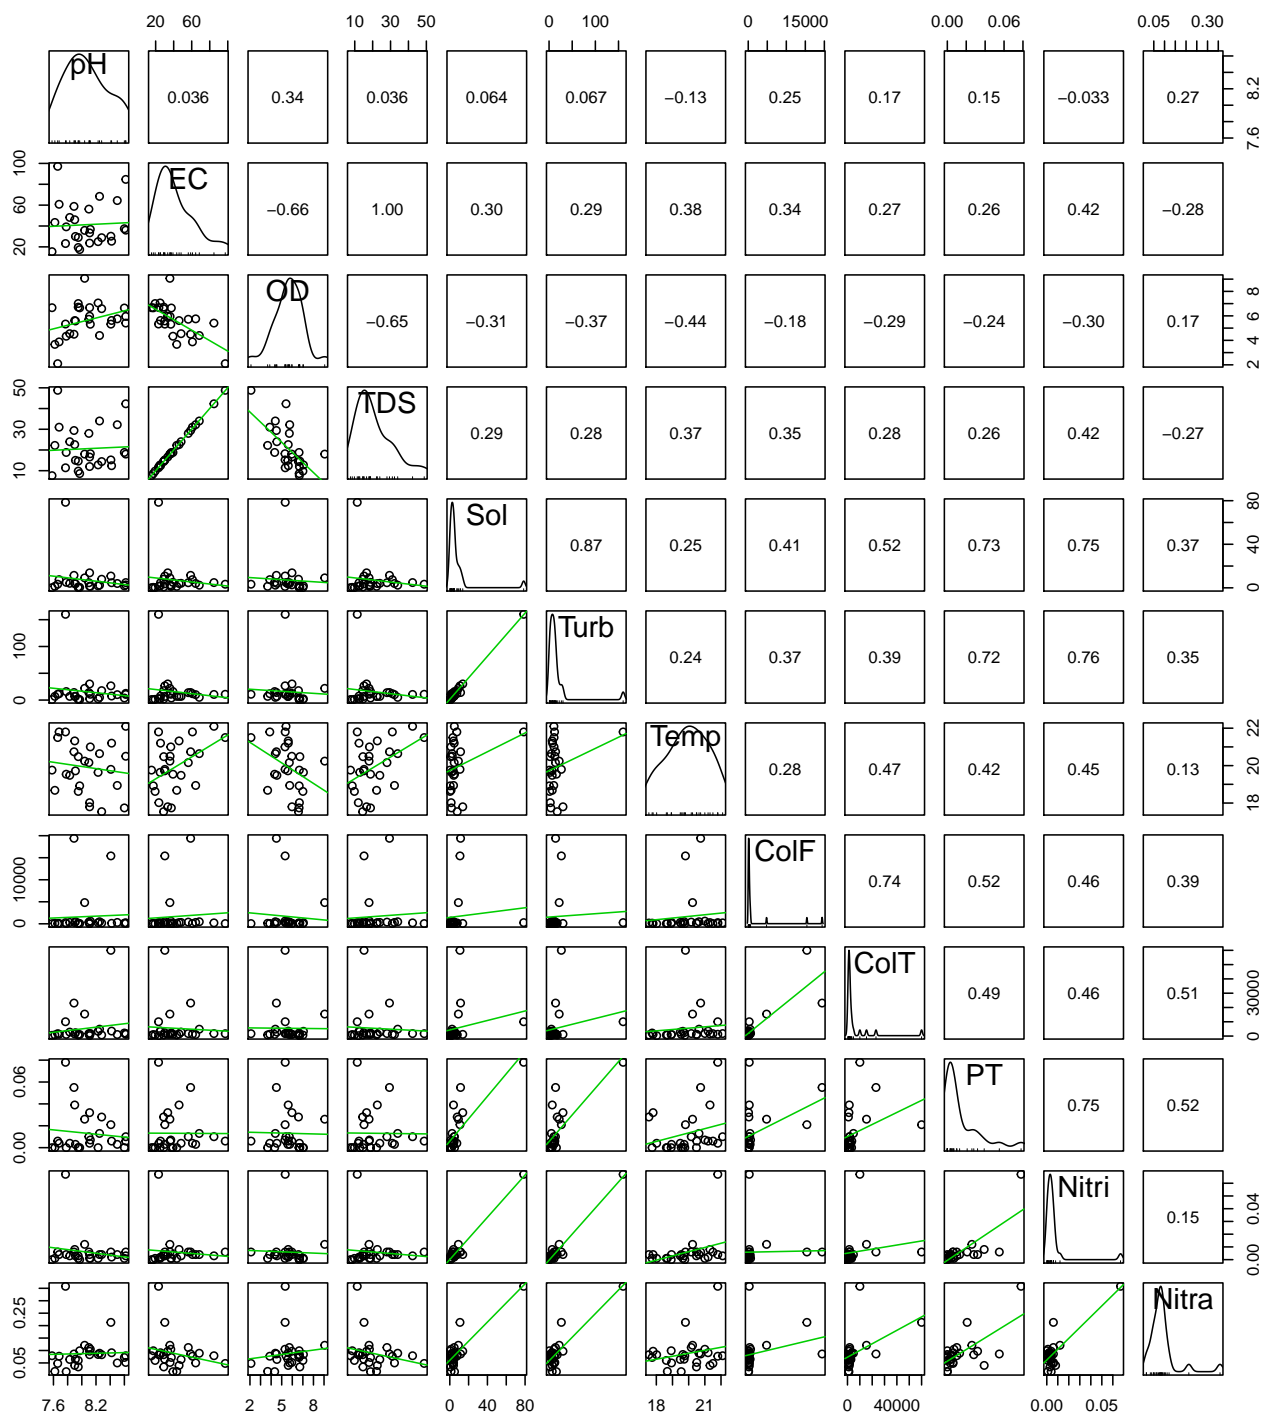 20 60 10 30 50 0 100 0 15000 0.00 0.06 0.05 0.30
pH 0.036 0.34 0.036 0.064 0.067 −0.13 0.25 0.17 0.15 −0.033 0.27 7.6 8.2
20 60 100 EC −0.66 1.00 0.30 0.29 0.38 0.34 0.27 0.26 0.42 −0.28
OD −0.65 −0.31 −0.37 −0.44 −0.18 −0.29 −0.24 −0.30 0.17 2 4 6 8
10 30 50 TDS 0.29 0.28 0.37 0.35 0.28 0.26 0.42 −0.27
Sol 0.87 0.25 0.41 0.52 0.73 0.75 0.37 0 40 80
0 100 Turb 0.24 0.37 0.39 0.72 0.76 0.35
Temp 0.28 0.47 0.42 0.45 0.13 18 20 22
0 10000 ColF 0.74 0.52 0.46 0.39
ColT 0.49 0.46 0.51 0 30000
0.00 0.06 PT 0.75 0.52
Nitri 0.15 0.00 0.04
0.05 0.25 Nitra
7.6 8.2 2 5 8 0 40 80 18 21 0 40000 0.00 0.05